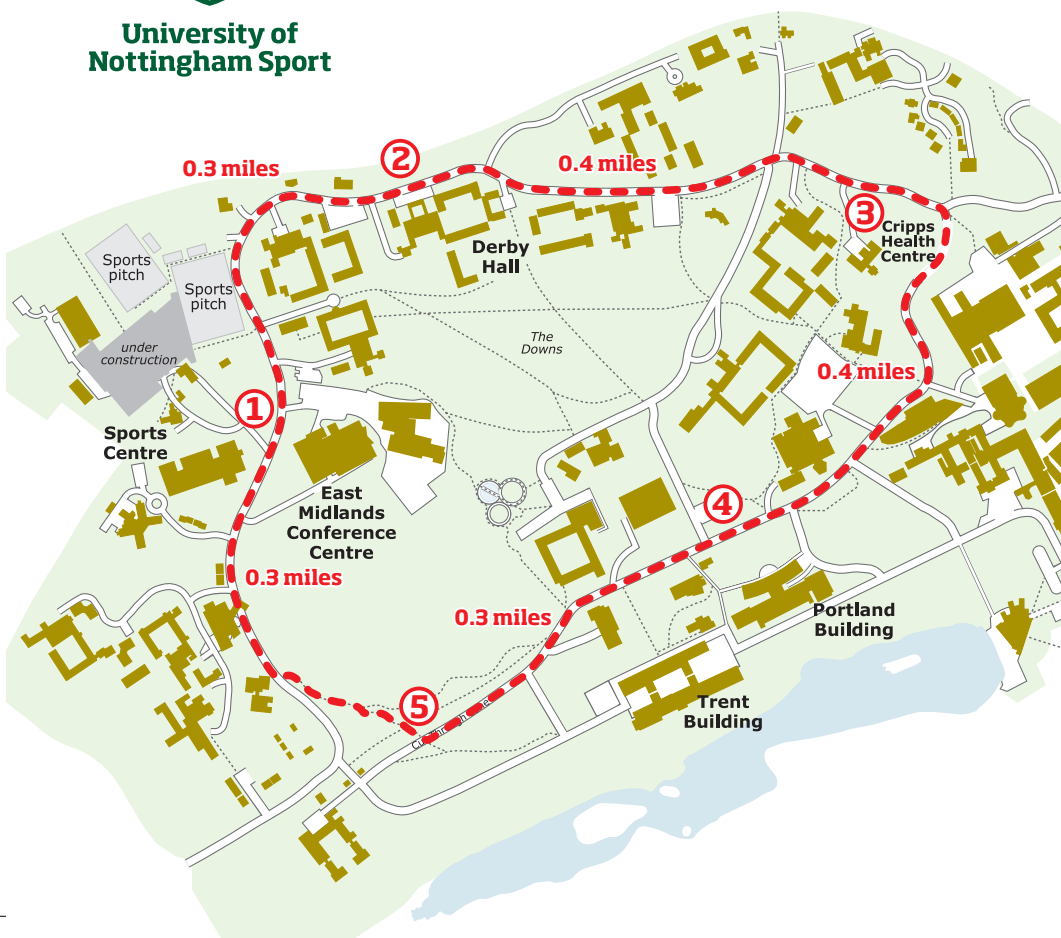 University of
Nottingham Sport
0.3 miles
2
0.4 miles
3
Cripps
Health
Centre
Derby
Hall
Sports
pitch
Sports
pitch
under
construction
The
Downs
0.4 miles
1
Sports
Centre
East
Midlands
Conference
Centre
4
0.3 miles
0.3 miles
Portland
Building
5
Trent
Building